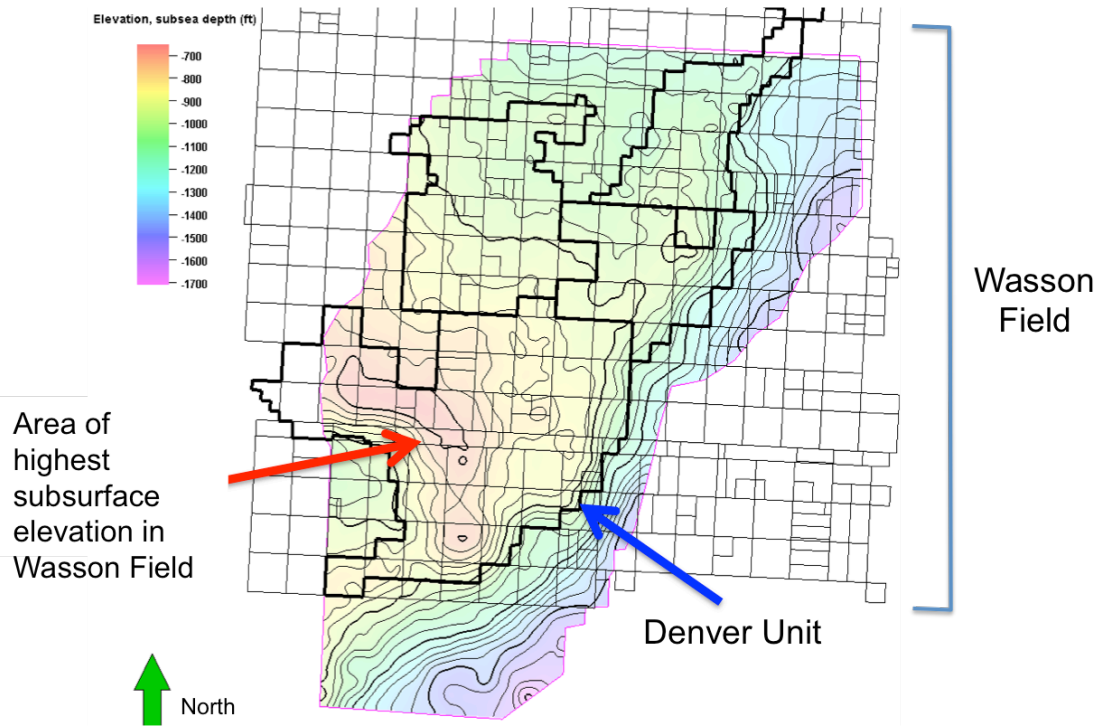 Elevation, subsea depth (ft)
-700
-800
-900
-1000
-1100
-1200
-1300
-1400
-1500
-1600
-1700
Wasson
Field
Area of
highest
subsurface
elevation in
Wasson Field
Denver Unit
North